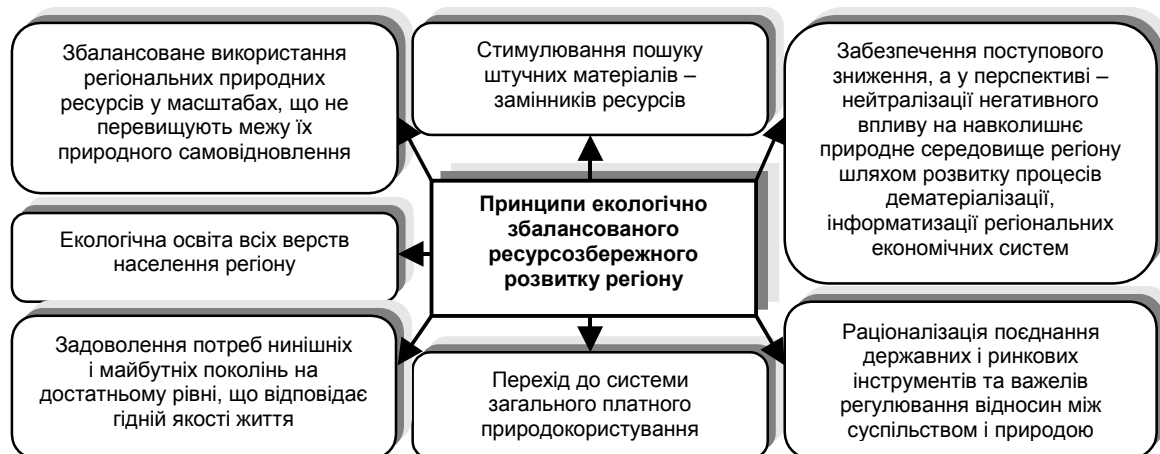 Збалансоване використання
регіональних природних
ресурсів у масштабах, що не
перевищують межу їх
природного самовідновлення
Стимулювання пошуку
штучних матеріалів –
замінників ресурсів
Забезпечення поступового
зниження, а у перспективі –
нейтралізації негативного
впливу на навколишнє
природне середовище регіону
шляхом розвитку процесів
дематеріалізації,
інформатизації регіональних
економічних систем
Принципи екологічно
збалансованого
ресурсозбережного
розвитку регіону
Екологічна освіта всіх верств
населення регіону
Задоволення потреб нинішніх
і майбутніх поколінь на
достатньому рівні, що відповідає
гідній якості життя
Перехід до системи
загального платного
природокористування
Раціоналізація поєднання
державних і ринкових
інструментів та важелів
регулювання відносин між
суспільством і природою